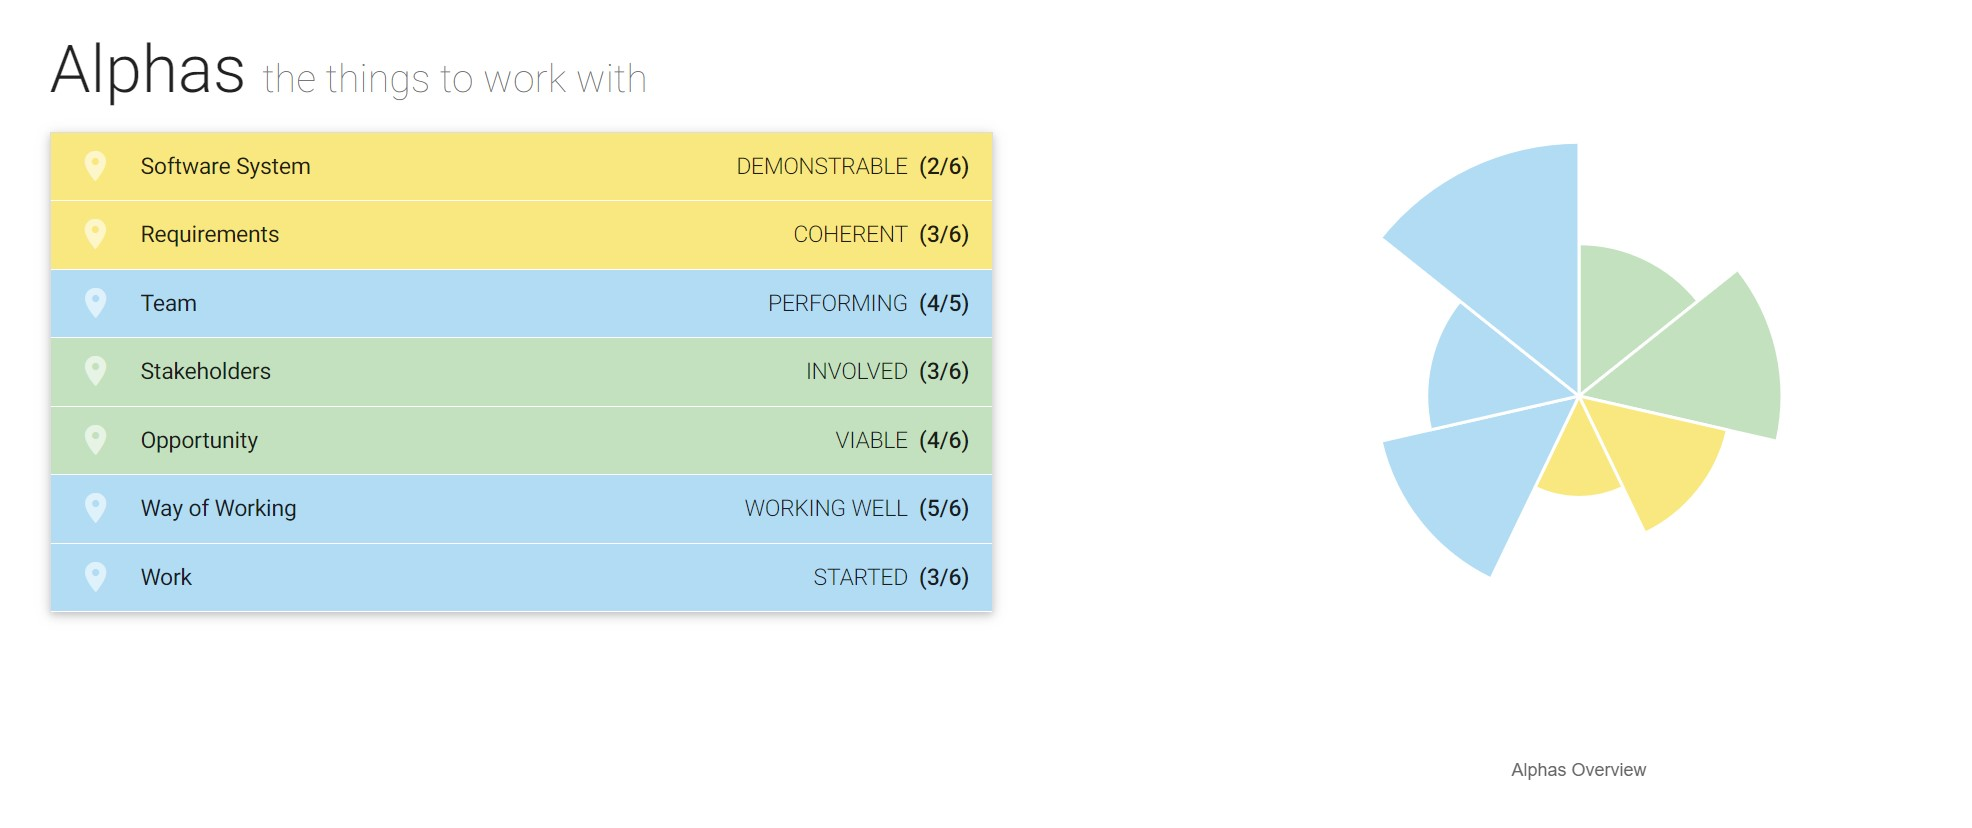 Alphas the things to work with
Software System DEMONSTRABLE (2/6)
Requirements COHERENT (3/6)
Team PERFORMING (4/5)
Stakeholders INVOLVED (3/6)
Opportunity VIABLE (4/6)
Way of Working WORKING WELL (5/6)
Work STARTED (3/6)
Alphas Overview